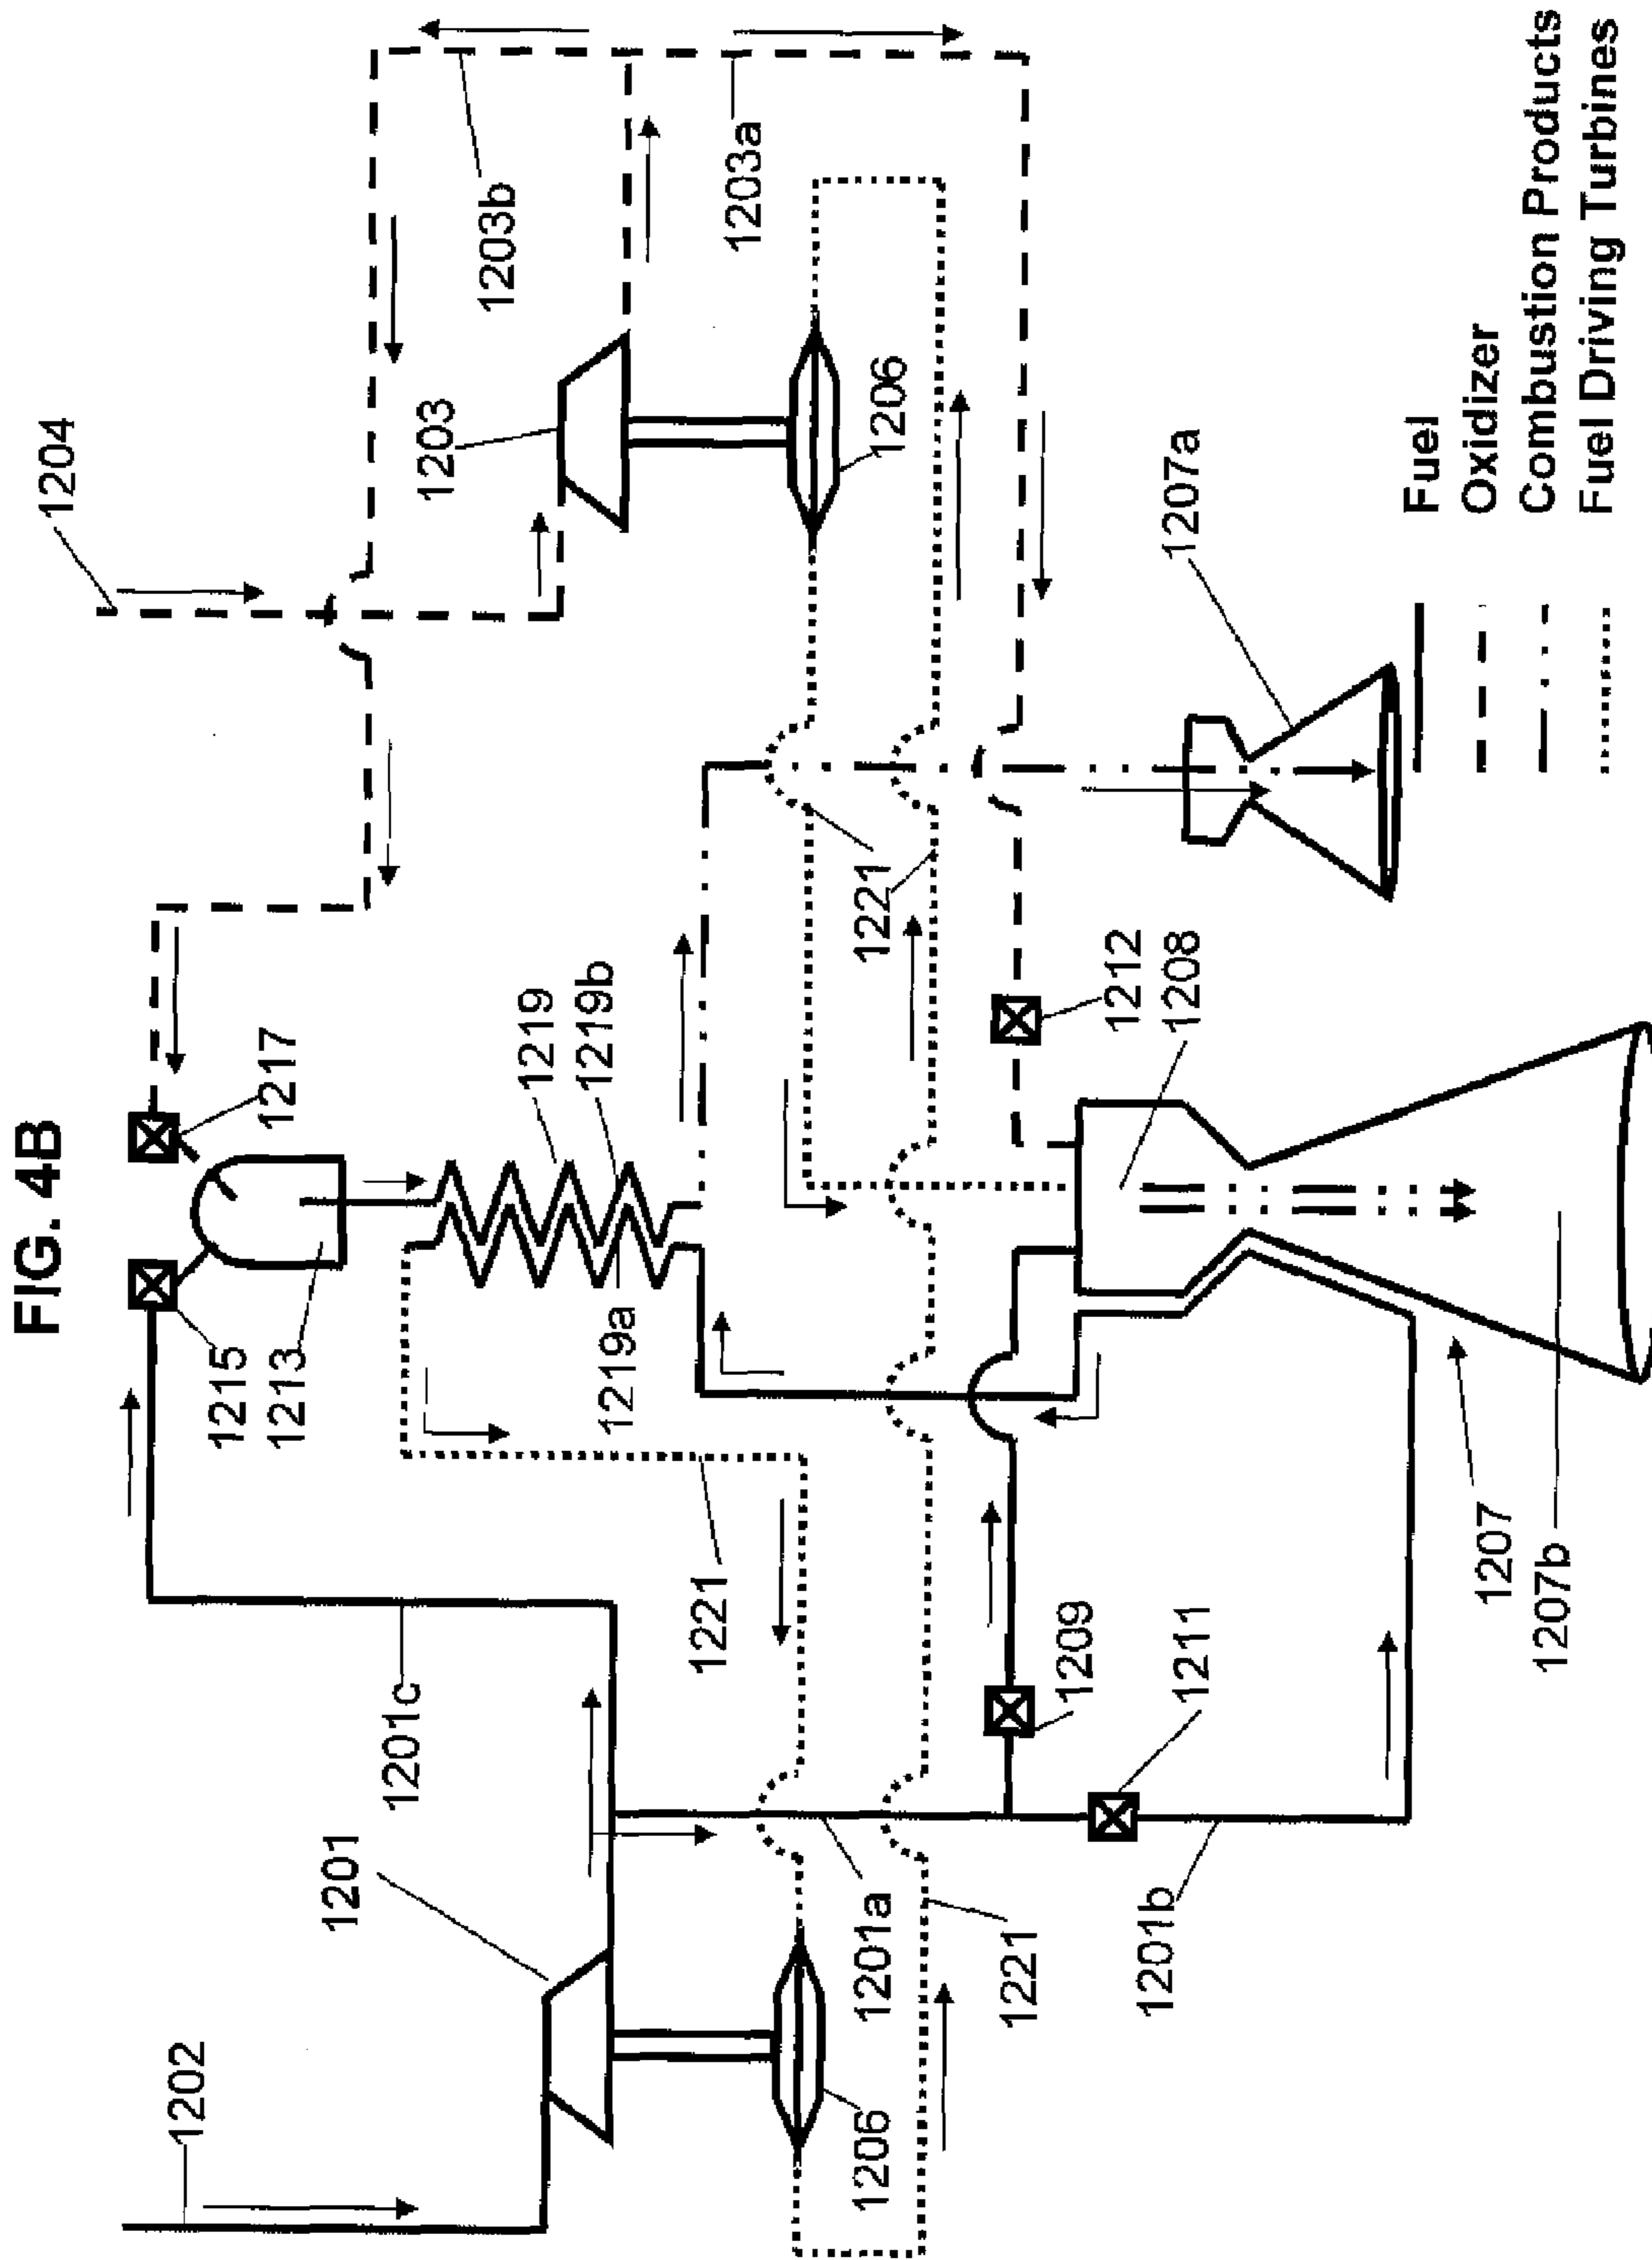 FIG. 4B
1202
1201
1201c
1215
1213
1217
1204
1203
1203b
1203a
1219
1219b
1219a
1221
1221
1206
1206
1201a
1221
1209
1211
1201b
1212
1208
1207
1207b
1207a
Fuel
Oxidizer
Combustion Products
Fuel Driving Turbines